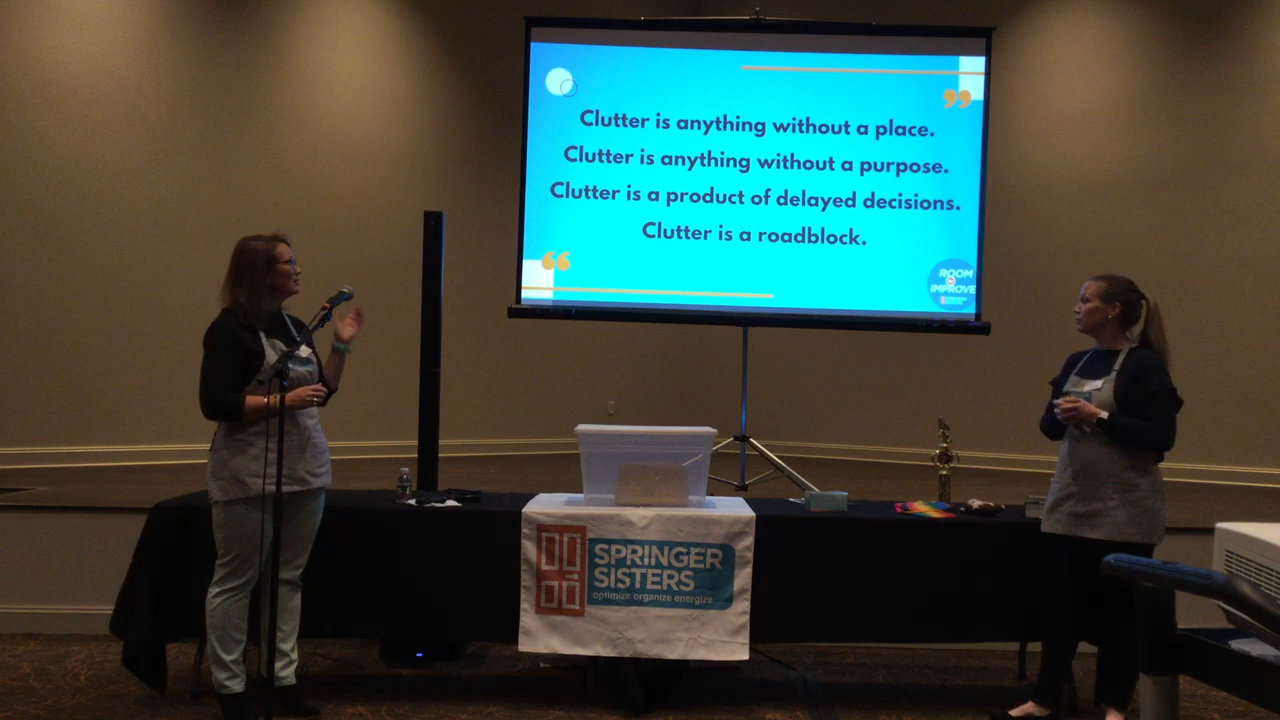 Clutter is anything without a place.
Clutter is anything without a purpose.
Clutter is a product of delayed decisions.
Clutter is a roadblock.
ROOM
IMPROVE
SPRINGER
SISTERS
optimize organize energize